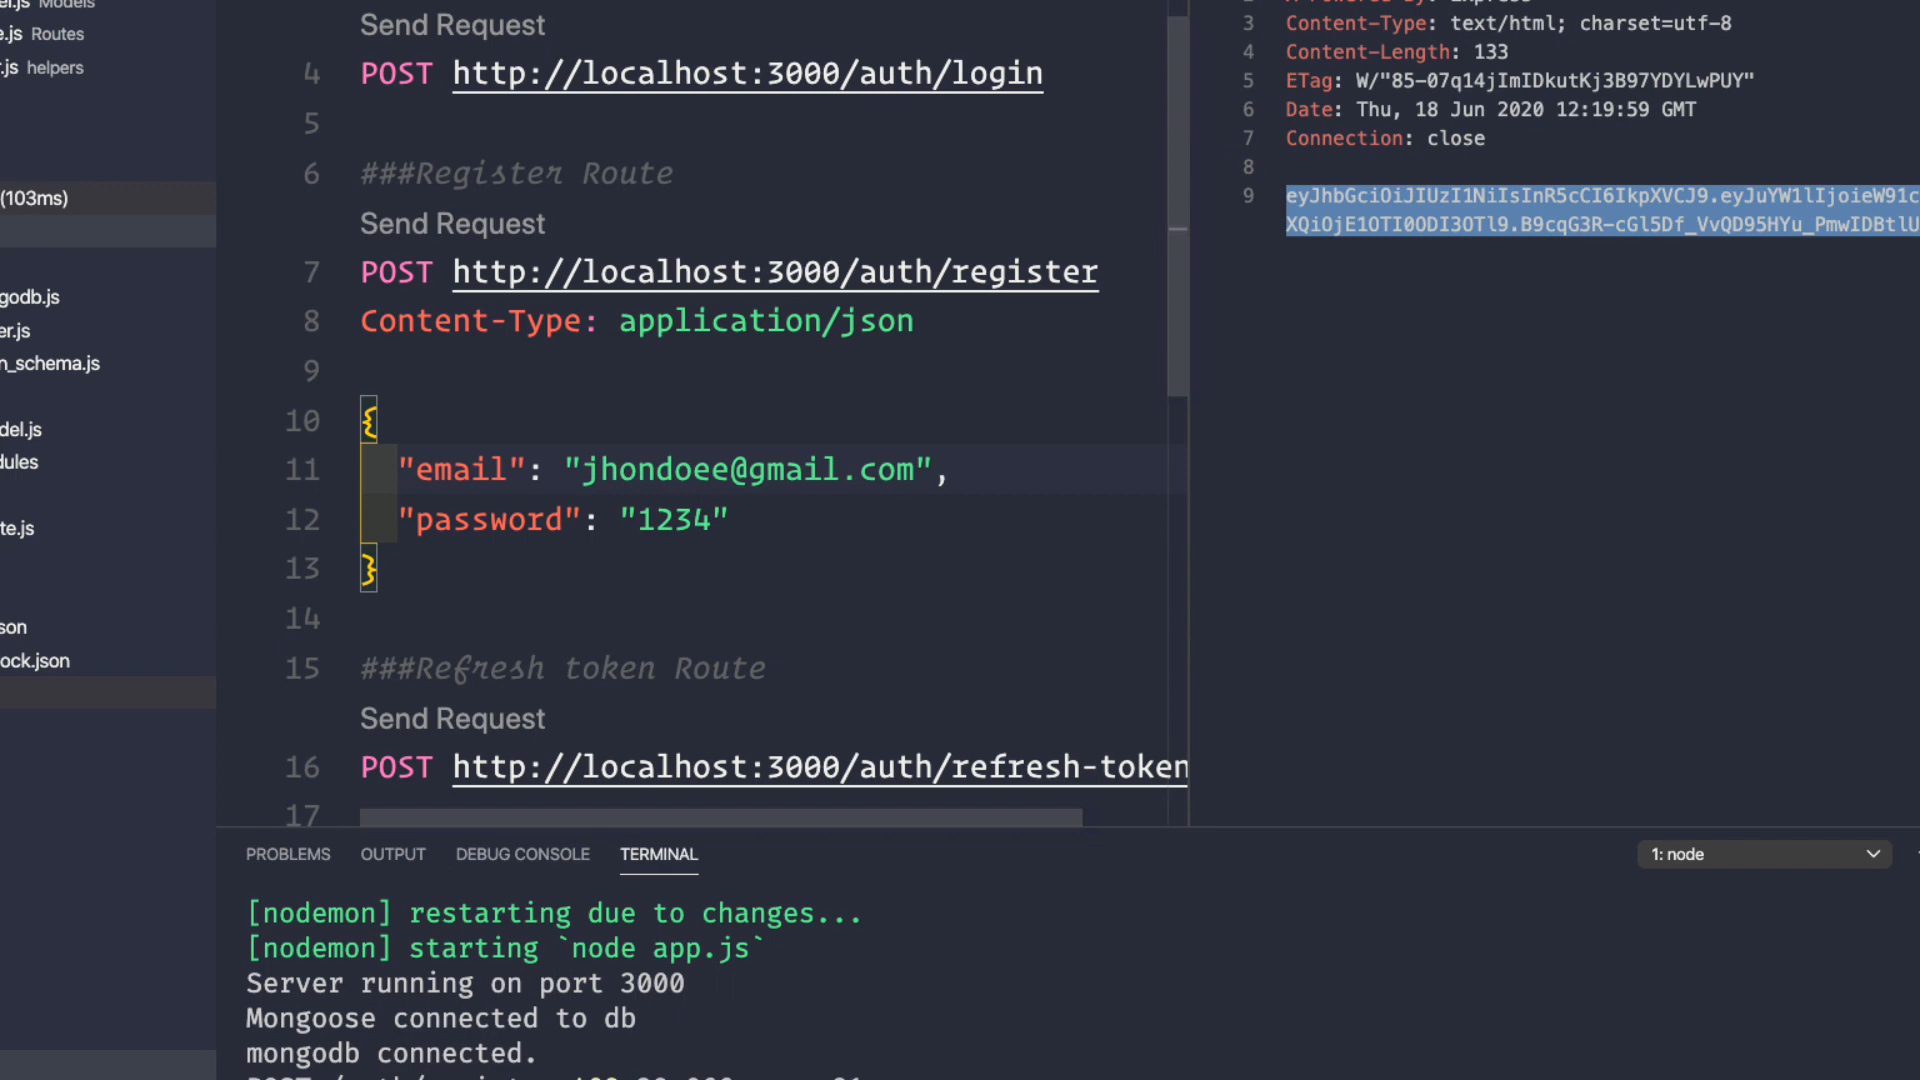 Models
e.js Routes
r.js helpers
(103ms)
godb.js
er.js
n_schema.js
del.js
dules
te.js
son
ock.json
Send Request
4 POST http://localhost:3000/auth/login
5
6 ###Register Route
Send Request
7 POST http://localhost:3000/auth/register
8 Content-Type: application/json
9
10 {
11 "email": "jhondoee@gmail.com",
12 "password": "1234"
13 }
14
15 ###Refresh token Route
Send Request
16 POST http://localhost:3000/auth/refresh-token
17
3 Content-Type: text/html; charset=utf-8
4 Content-Length: 133
5 ETag: W/"85-07q14jImIDkutKj3B97YDYLwPUY"
6 Date: Thu, 18 Jun 2020 12:19:59 GMT
7 Connection: close
8
9 eyJhbGciOiJIUzI1NiIsInR5cCI6IkpXVCJ9.eyJuYW1lIjoieW91c
XQiOjE1OTI0ODI3OTl9.B9cqG3R-cGl5Df_VvQD95HYu_PmwIDBtlU
PROBLEMS OUTPUT DEBUG CONSOLE TERMINAL 1: node
[nodemon] restarting due to changes...
[nodemon] starting `node app.js`
Server running on port 3000
Mongoose connected to db
mongodb connected.